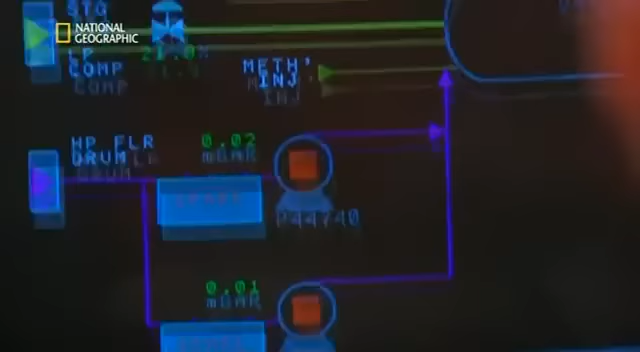 STG
NATIONAL
GEOGRAPHIC
LP
COMP
METH'
INJ
HP FLR
DRUM
0.02
mBAR
P44740
0.01
mBAR